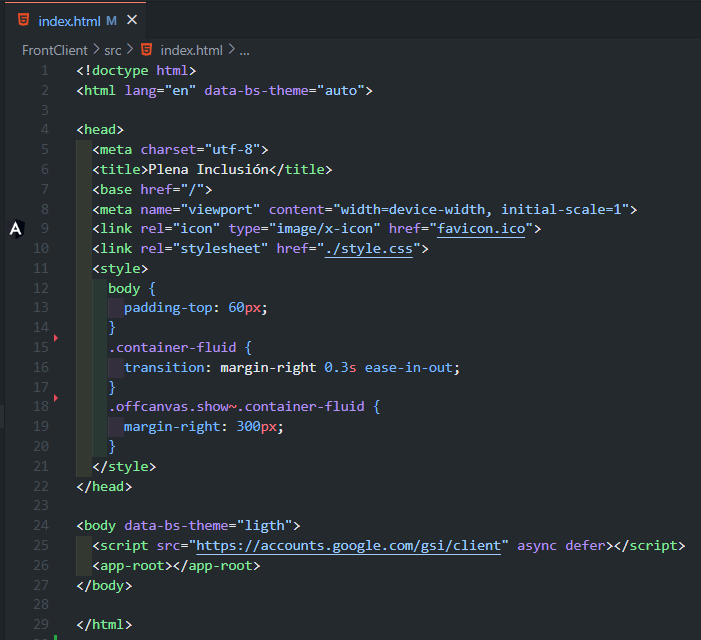 index.html M ×
FrontClient > src > index.html > ...
1 <!doctype html>
2 <html lang="en" data-bs-theme="auto">
3
4 <head>
5 <meta charset="utf-8">
6 <title>Plena Inclusión</title>
7 <base href="/">
8 <meta name="viewport" content="width=device-width, initial-scale=1">
9 <link rel="icon" type="image/x-icon" href="favicon.ico">
10 <link rel="stylesheet" href="./style.css">
11 <style>
12 body {
13 padding-top: 60px;
14 }
15 .container-fluid {
16 transition: margin-right 0.3s ease-in-out;
17 }
18 .offcanvas.show~.container-fluid {
19 margin-right: 300px;
20 }
21 </style>
22 </head>
23
24 <body data-bs-theme="ligth">
25 <script src="https://accounts.google.com/gsi/client" async defer></script>
26 <app-root></app-root>
27 </body>
28
29 </html>